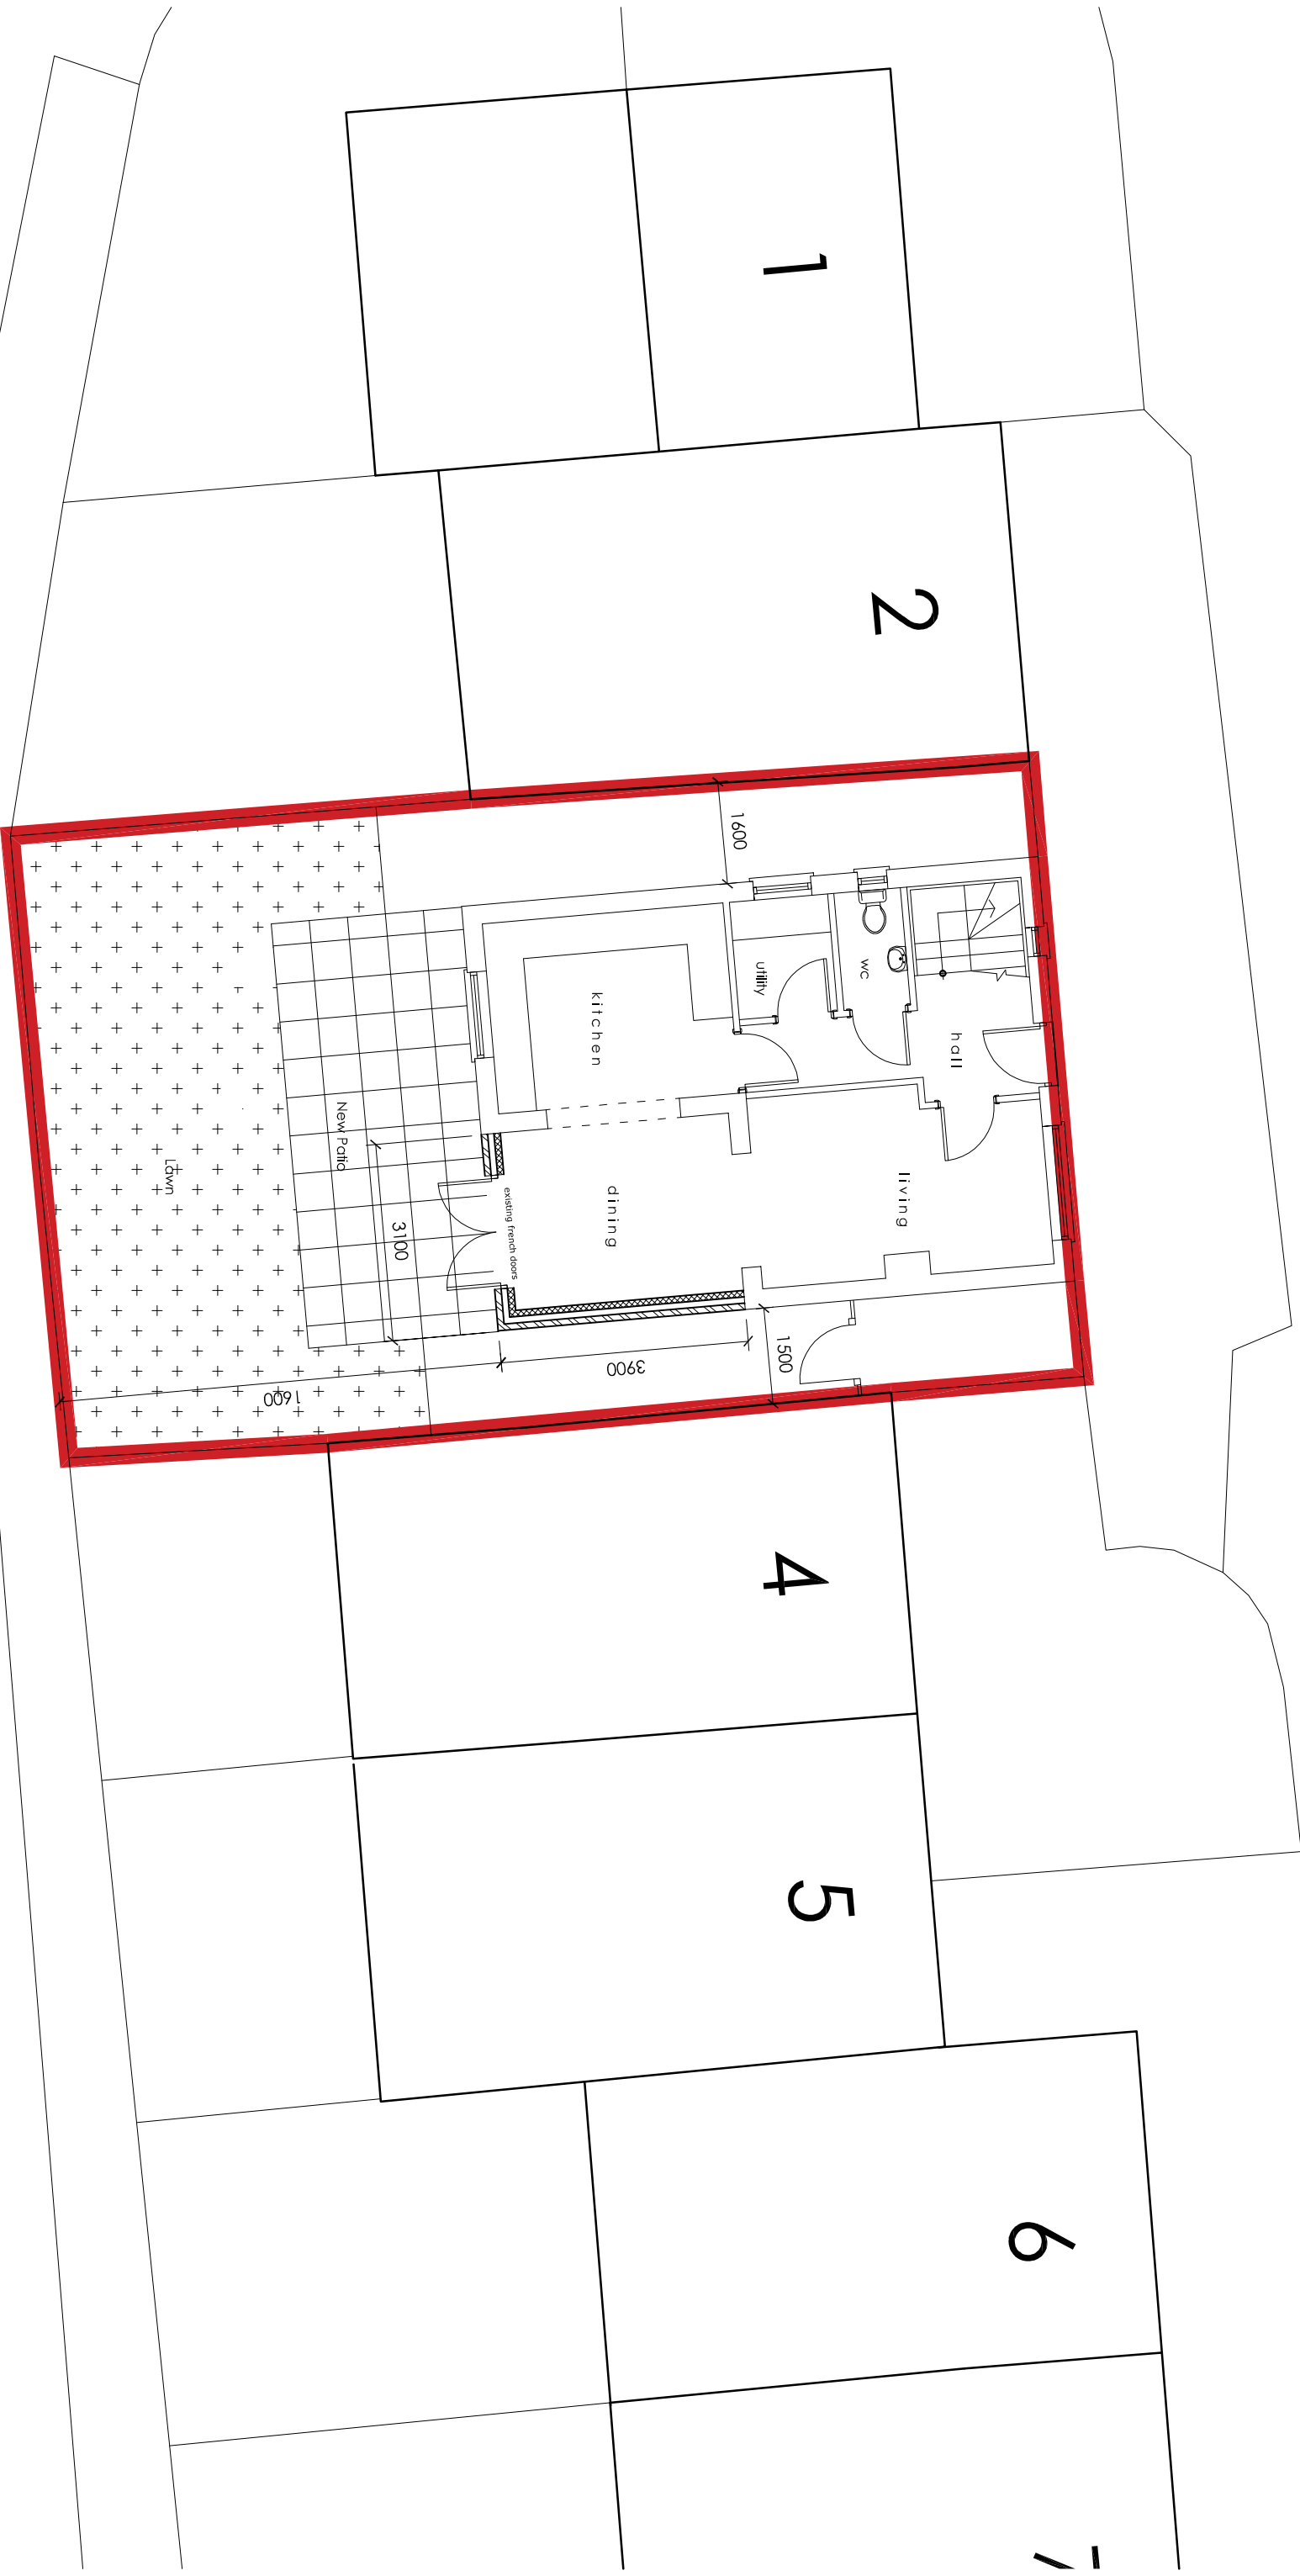 1
2
1600
utility
wc
kitchen
hall
New Patio
Lawn
existing french doors
dining
living
3100
3900
1500
1600
4
5
6
7